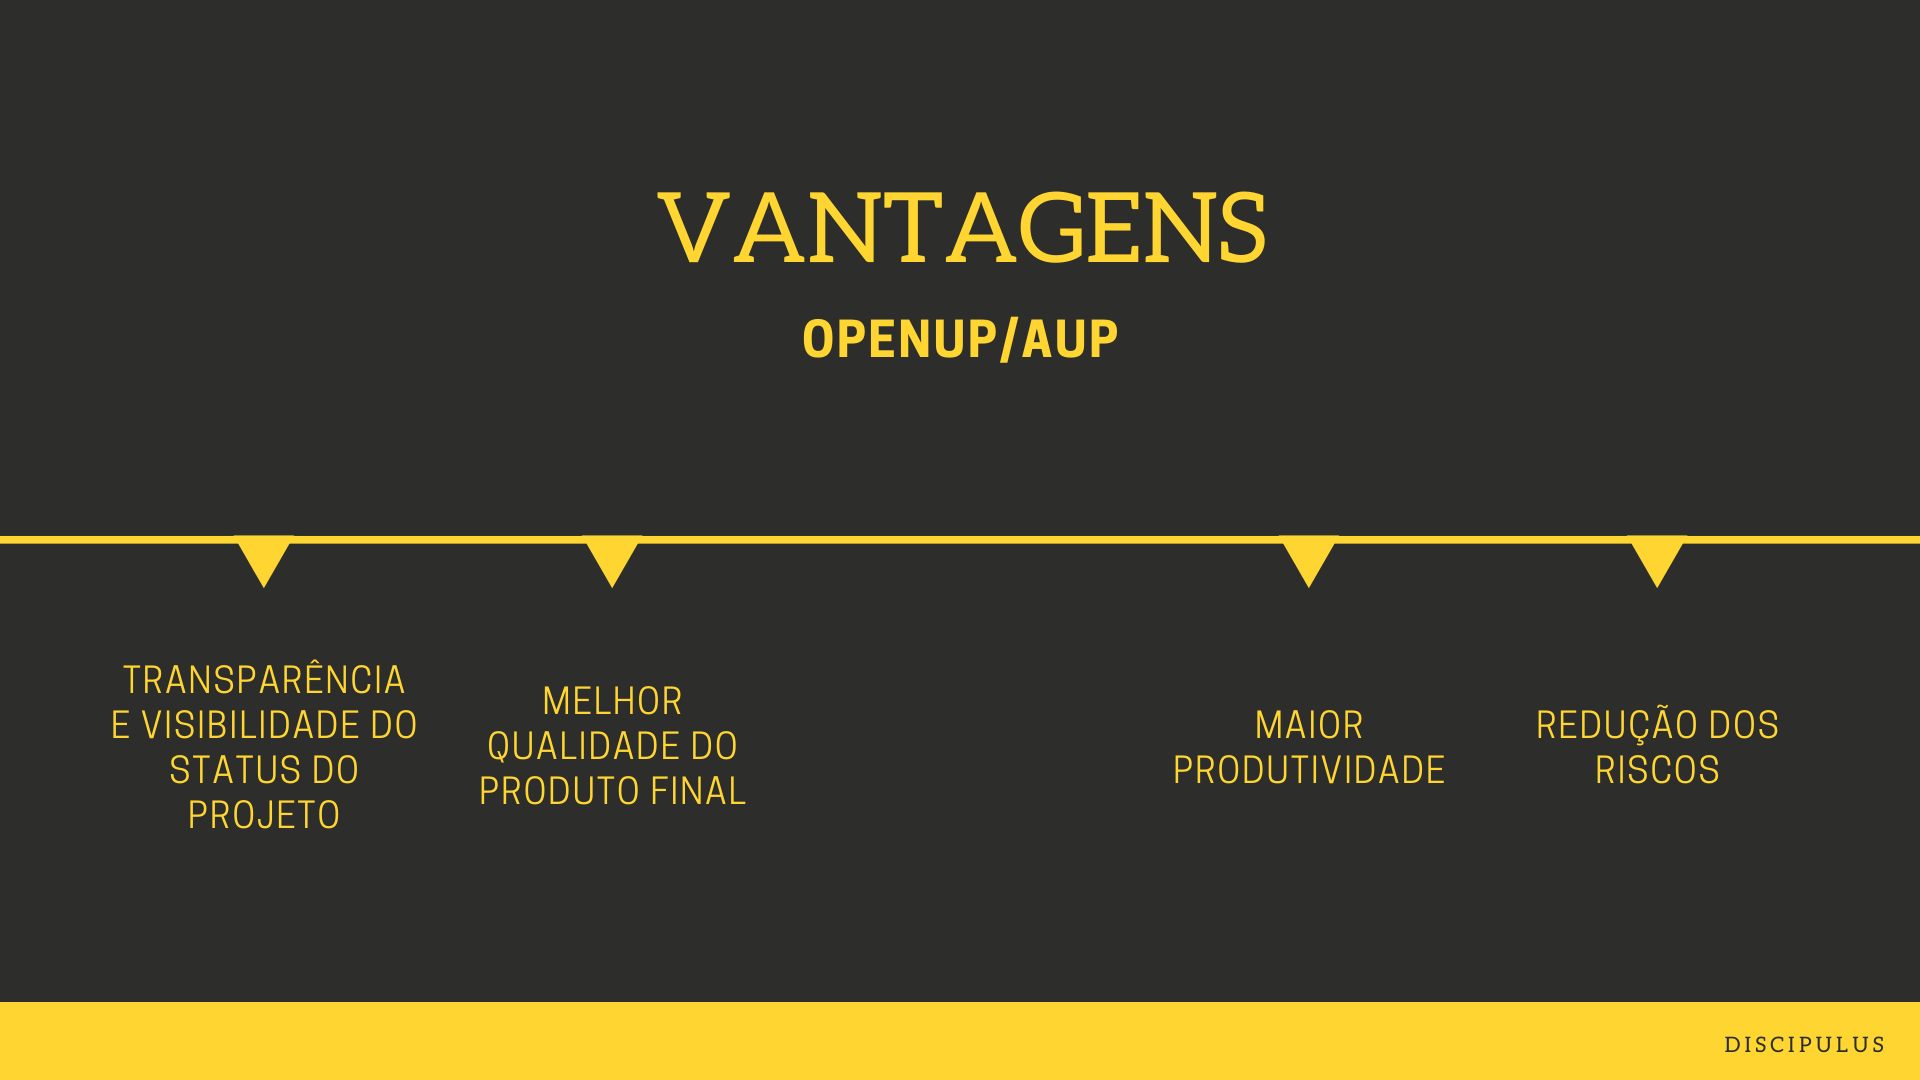 VANTAGENS
OPENUP/AUP
TRANSPARÊNCIA
E VISIBILIDADE DO
STATUS DO
PROJETO
MELHOR
QUALIDADE DO
PRODUTO FINAL
MAIOR
PRODUTIVIDADE
REDUÇÃO DOS
RISCOS
DISCIPULUS